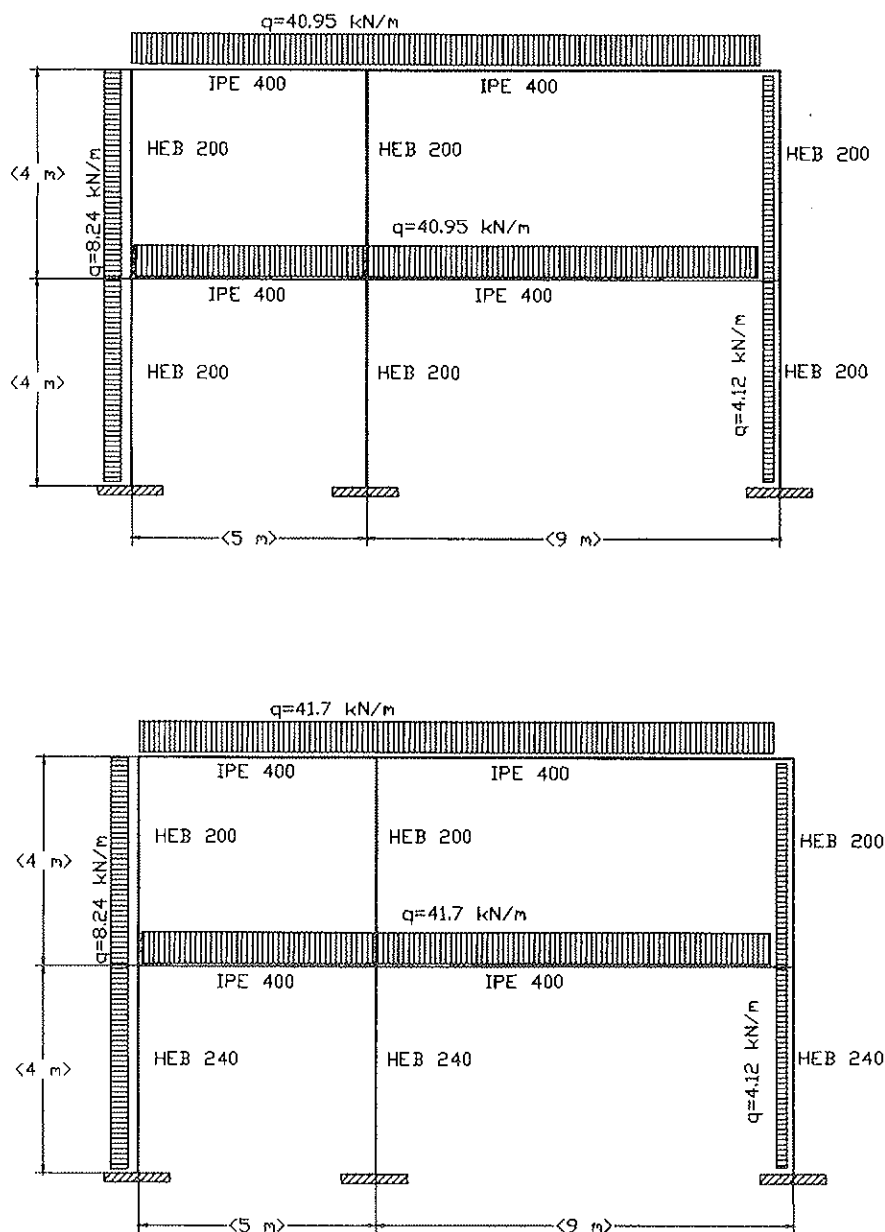 q=40.95 kN/m
IPE 400
IPE 400
HEB 200
HEB 200
HEB 200
<4 m>
q=8.24 kN/m
q=40.95 kN/m
IPE 400
IPE 400
<4 m>
HEB 200
HEB 200
q=4.12 kN/m
HEB 200
<5 m>
<9 m>
q=41.7 kN/m
IPE 400
IPE 400
HEB 200
HEB 200
HEB 200
<4 m>
q=8.24 kN/m
q=41.7 kN/m
IPE 400
IPE 400
<4 m>
HEB 240
HEB 240
q=4.12 kN/m
HEB 240
<5 m>
<9 m>